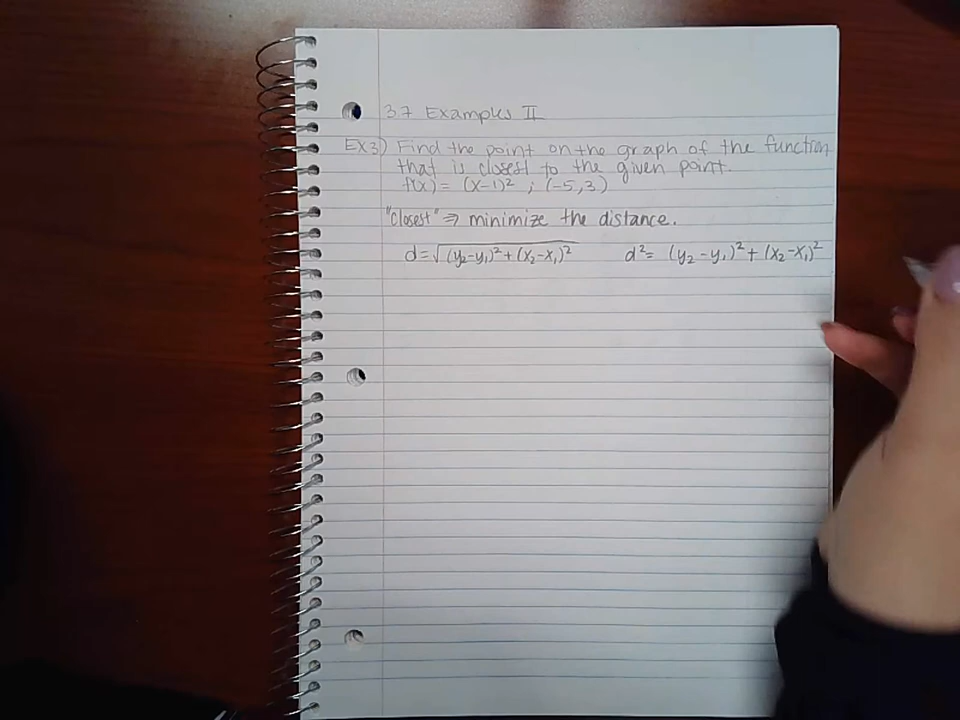 3.7 Examples II
EX3) Find the point on the graph of the function
that is closest to the given point.
f(x) = (x-1)² ; (-5,3)
"Closest" ⇒ minimize the distance.
d=√(y₂-y₁)²+(x₂-x₁)² d²= (y₂-y₁)²+(x₂-x₁)²